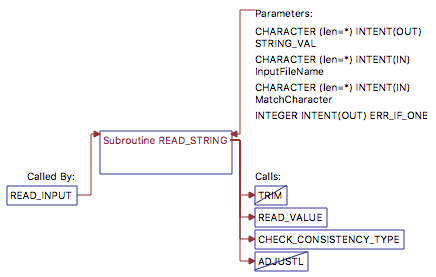 Parameters:
CHARACTER (len=*) INTENT(OUT)
STRING_VAL
CHARACTER (len=*) INTENT(IN)
InputFileName
CHARACTER (len=*) INTENT(IN)
MatchCharacter
INTEGER INTENT(OUT) ERR_IF_ONE
Subroutine READ_STRING
Called By:
READ_INPUT
Calls:
TRIM
READ_VALUE
CHECK_CONSISTENCY_TYPE
ADJUSTL